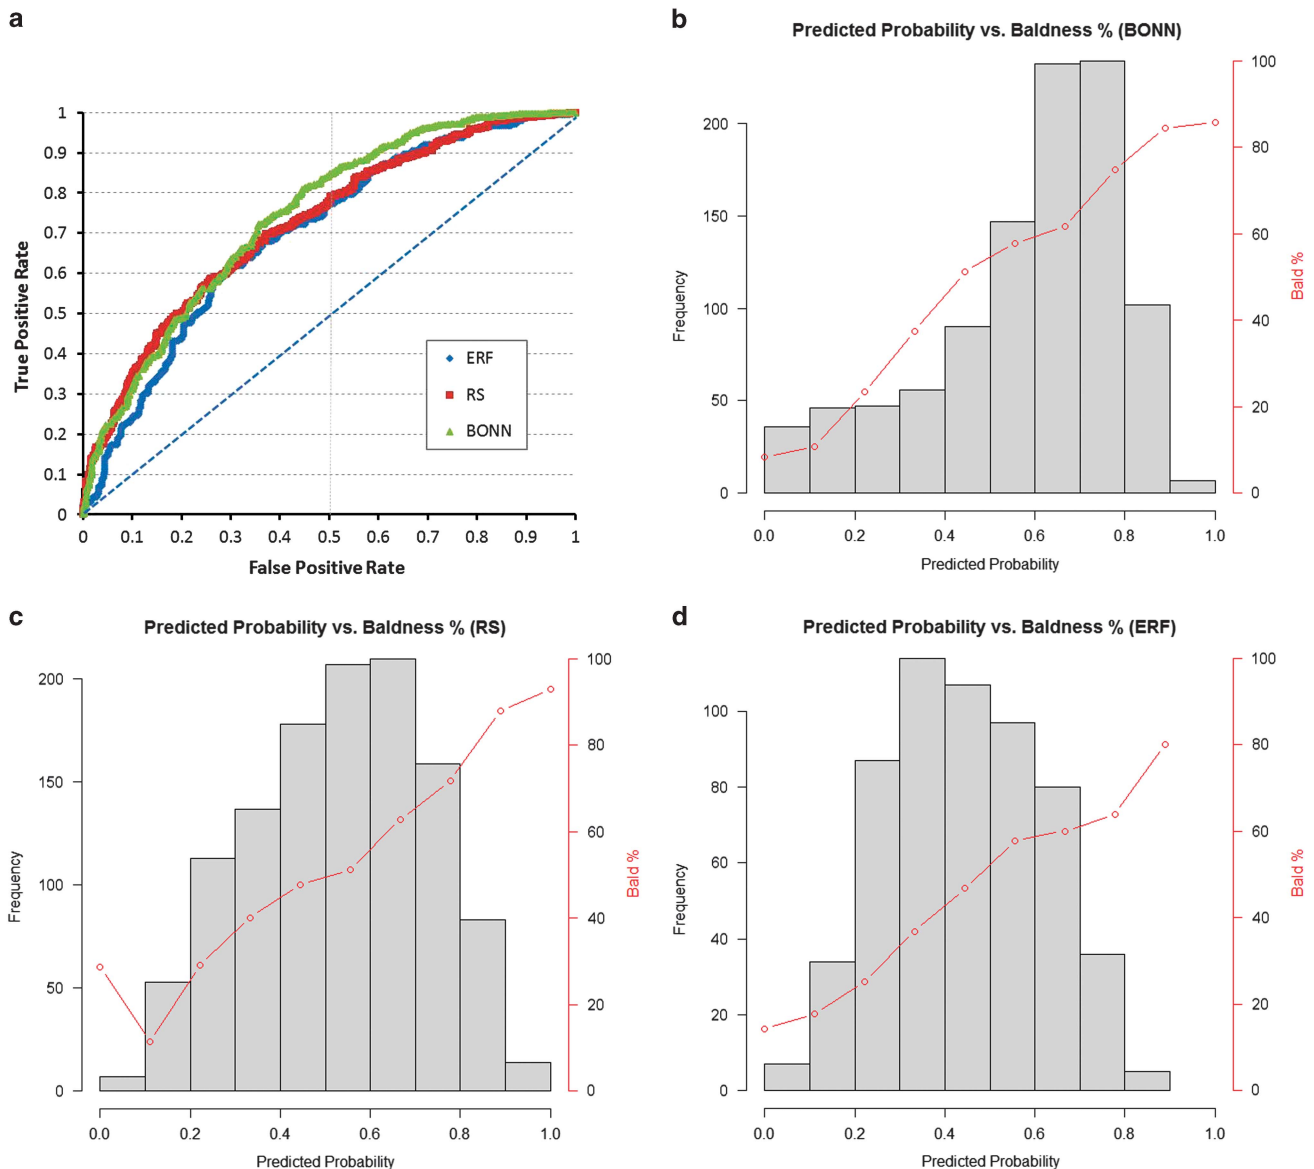 a
1
0.9
0.8
0.7
0.6
0.5
0.4
0.3
0.2
0.1
0
True Positive Rate
0 0.1 0.2 0.3 0.4 0.5 0.6 0.7 0.8 0.9 1
False Positive Rate
ERF
RS
BONN
b
Predicted Probability vs. Baldness % (BONN)
200
150
100
50
0
Frequency
100
80
60
40
20
0
Bald %
0.0 0.2 0.4 0.6 0.8 1.0
Predicted Probability
c
Predicted Probability vs. Baldness % (RS)
200
150
100
50
0
Frequency
100
80
60
40
20
0
Bald %
0.0 0.2 0.4 0.6 0.8 1.0
Predicted Probability
d
Predicted Probability vs. Baldness % (ERF)
100
80
60
40
20
0
Frequency
100
80
60
40
20
0
Bald %
0.0 0.2 0.4 0.6 0.8 1.0
Predicted Probability